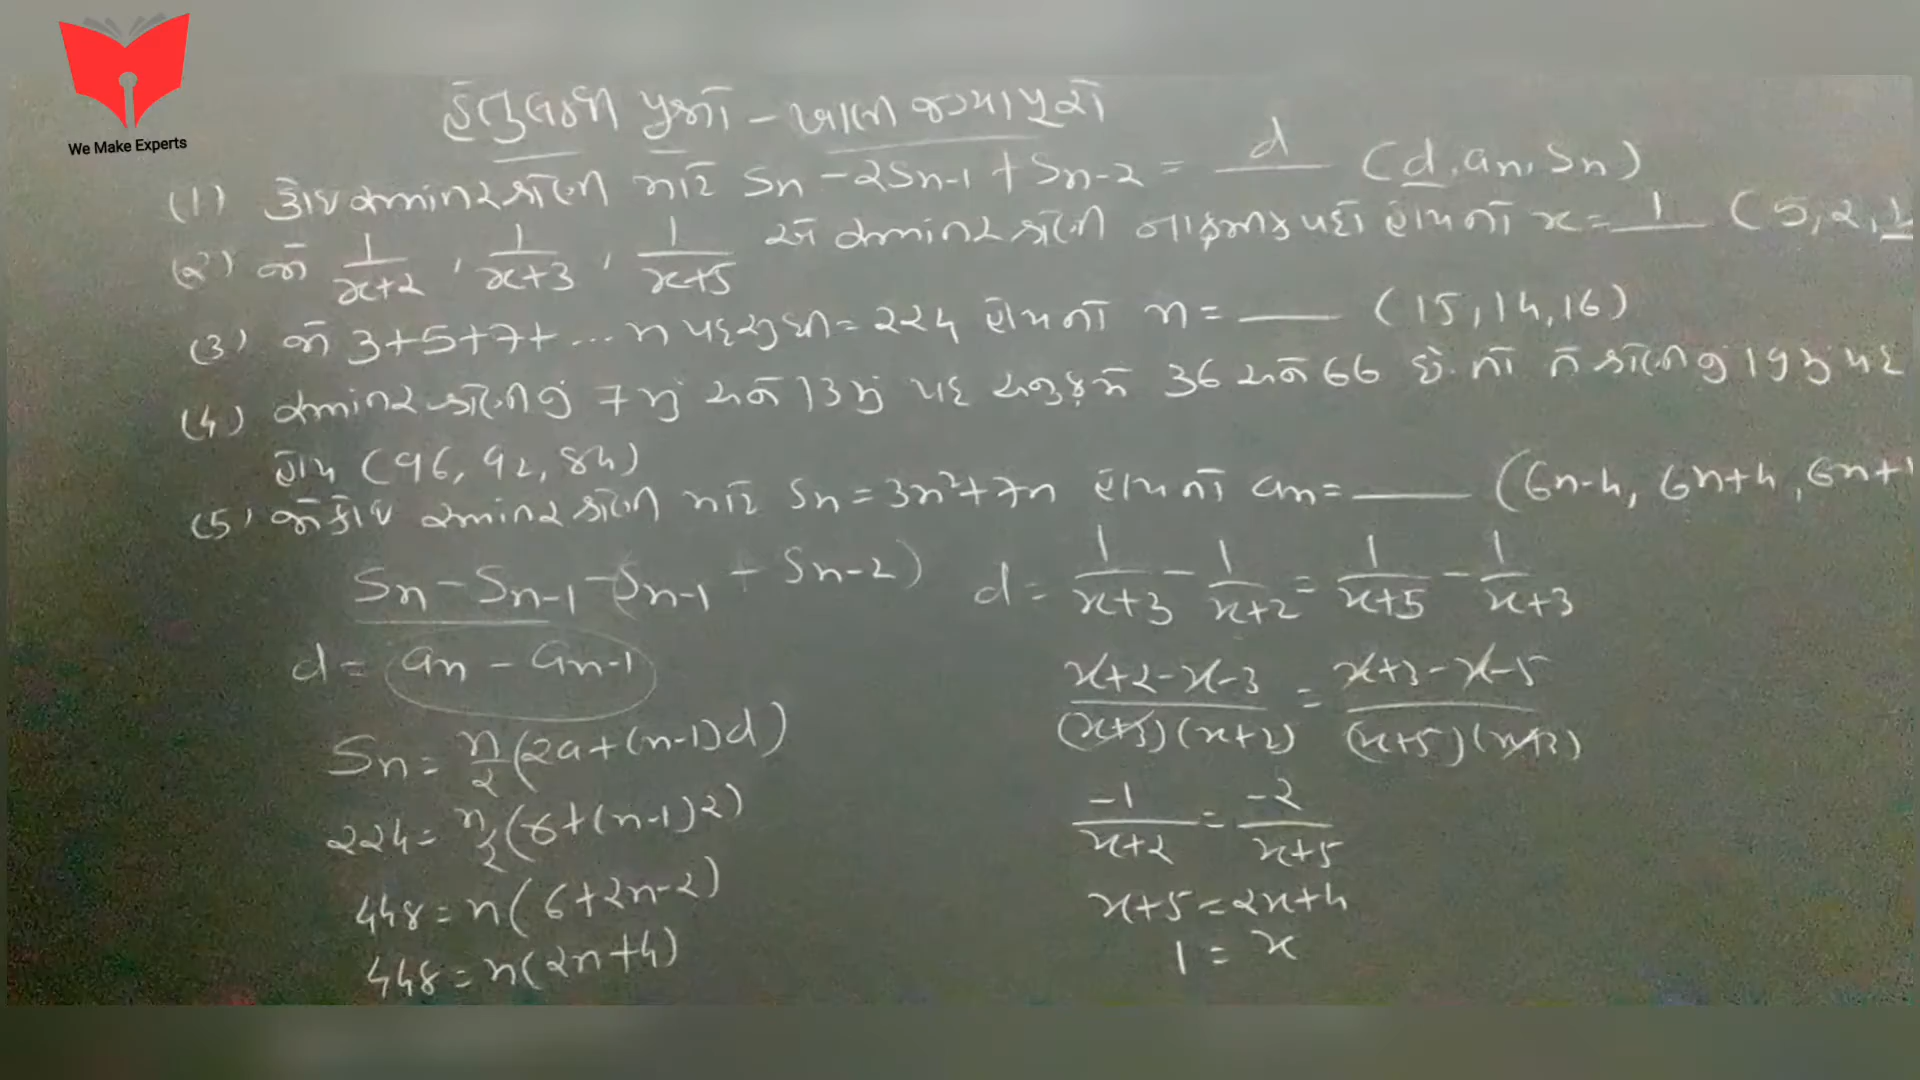 We Make Experts
હેતુલક્ષી પ્રશ્નો - ખાલી જગ્યા પુરો
(1) કોઇ સમાંતર શ્રેણી માટે Sn - 2Sn-1 + Sn-2 = d (d, an, Sn)
(2) જો 1/x+2 , 1/x+3 , 1/x+5 એ સમાંતર શ્રેણી ના ક્રમિક પદો હોય તો x = 1 (5, 2, 1
(3) જો 3+5+7+ ... n પદ સુધી = 224 હોય તો n = ___ (15, 14, 16)
(4) સમાંતર શ્રેણીનું 7મું અને 13મું પદ અનુક્રમે 36 અને 66 છે. તો તે શ્રેણીનું 19મું પદ
હોય (96, 92, 84)
(5) જો કોઇ સમાંતર શ્રેણી માટે Sn = 3n²+7n હોય તો an = ___ (6n-4, 6n+4, 6n+
Sn - Sn-1 - (Sn-1 + Sn-2)
d = an - an-1
Sn = n/2 (2a+(n-1)d)
224 = n/2 (6+(n-1)2)
448 = n(6+2n-2)
448 = n(2n+4)
d = 1/x+3 - 1/x+2 = 1/x+5 - 1/x+3
x+2-x-3/(x+3)(x+2) = x+3-x-5/(x+5)(x+3)
-1/x+2 = -2/x+5
x+5 = 2x+4
1 = x